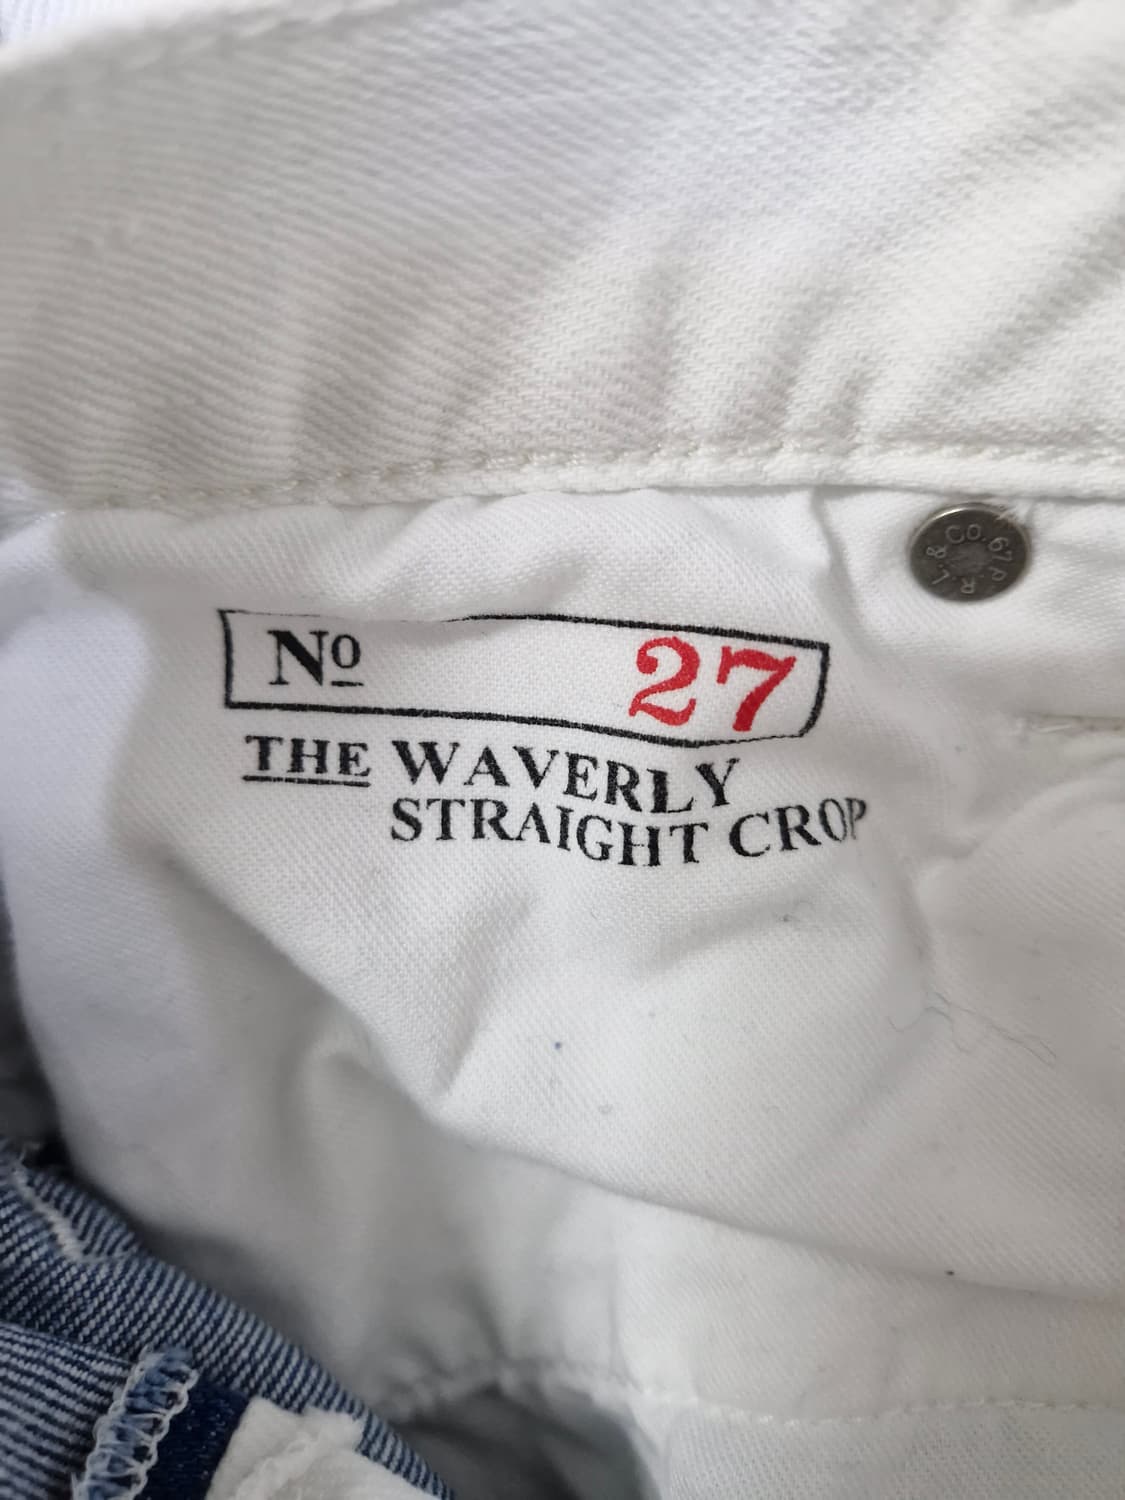 R.L. & CO. 67 P.
Nº 27
THE WAVERLY
STRAIGHT CROP